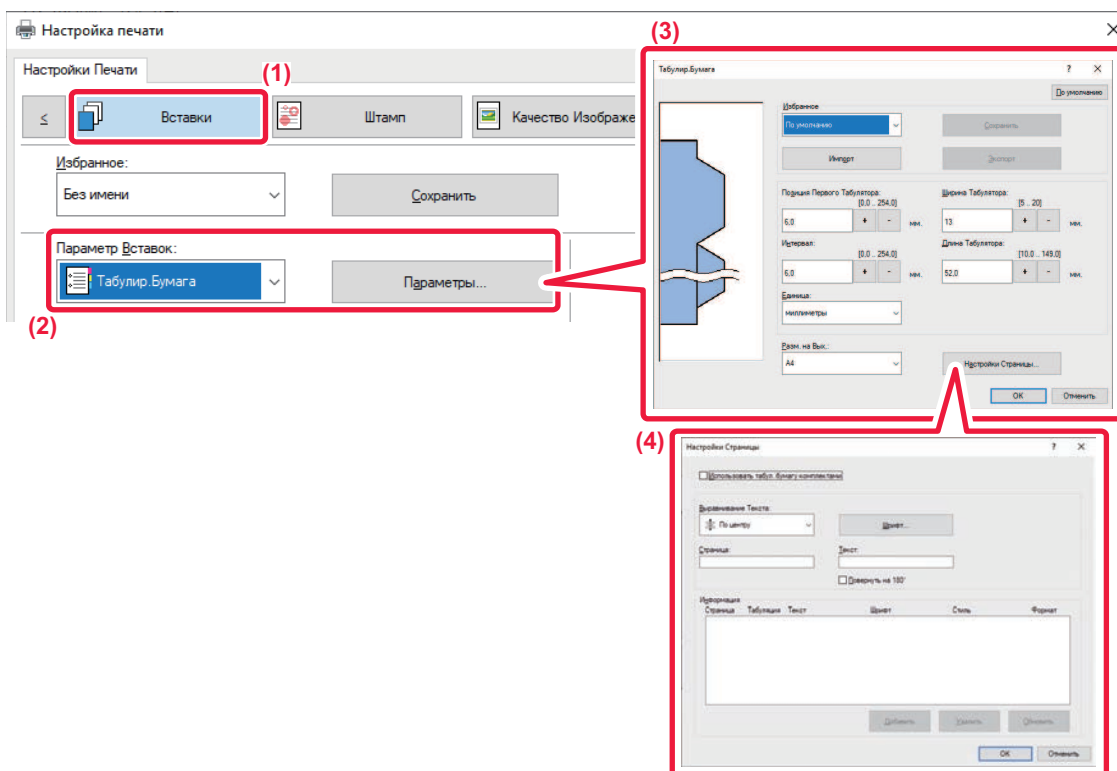 Настройка печати
Настройки Печати
(1)
≤
Вставки
Штамп
Качество Изображе
Избранное:
Без имени
Сохранить
Параметр Вставок:
Табулир.Бумага
Параметры...
(2)
(3)
Табулир.Бумага
?
По умолчанию
Избранное
По умолчанию
Сохранить
Импорт
Экспорт
Позиция Первого Табулятора:
[0,0 .. 254,0]
6,0
+ -
мм.
Ширина Табулятора:
[5 .. 20]
13
+ -
мм.
Интервал:
[0,0 .. 254,0]
6,0
+ -
мм.
Длина Табулятора:
[10,0 .. 149,0]
52,0
+ -
мм.
Единица:
миллиметры
Разм. на Вых.:
A4
Настройки Страницы...
OK
Отменить
(4)
Настройки Страницы
?
Использовать табул. бумагу комплектами
Выравнивание Текста:
По центру
Шрифт...
Страница:
Текст:
Повернуть на 180°
Информация
Страница Табуляция Текст Шрифт Стиль Формат
Добавить
Удалить
Обновить
OK
Отменить